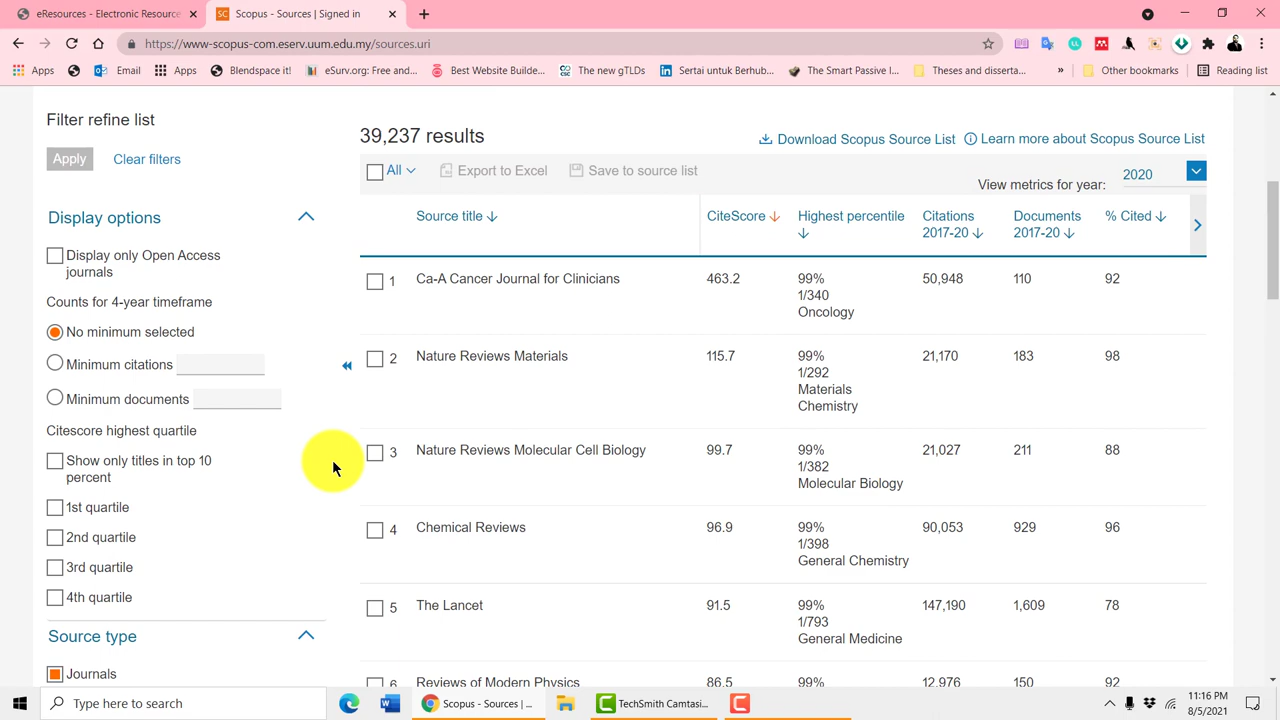 eResources - Electronic Resource
Scopus - Sources | Signed in
https://www-scopus-com.eserv.uum.edu.my/sources.uri
Apps
Email
Apps
Blendspace it!
eSurv.org: Free and...
Best Website Builde...
The new gTLDs
Sertai untuk Berhub...
The Smart Passive I...
Theses and disserta...
Other bookmarks
Reading list
Filter refine list
Apply
Clear filters
Display options
Display only Open Access
journals
Counts for 4-year timeframe
No minimum selected
Minimum citations
Minimum documents
Citescore highest quartile
Show only titles in top 10
percent
1st quartile
2nd quartile
3rd quartile
4th quartile
Source type
Journals
39,237 results
Download Scopus Source List
Learn more about Scopus Source List
All
Export to Excel
Save to source list
View metrics for year:
2020
Source title
CiteScore
Highest percentile
Citations
2017-20
Documents
2017-20
% Cited
1 Ca-A Cancer Journal for Clinicians 463.2 99% 50,948 110 92
1/340
Oncology
2 Nature Reviews Materials 115.7 99% 21,170 183 98
1/292
Materials
Chemistry
3 Nature Reviews Molecular Cell Biology 99.7 99% 21,027 211 88
1/382
Molecular Biology
4 Chemical Reviews 96.9 99% 90,053 929 96
1/398
General Chemistry
5 The Lancet 91.5 99% 147,190 1,609 78
1/793
General Medicine
6 Reviews of Modern Physics 86.5 99% 12,976 150 92
Type here to search
Scopus - Sources | ...
TechSmith Camtasi...
11:16 PM
8/5/2021